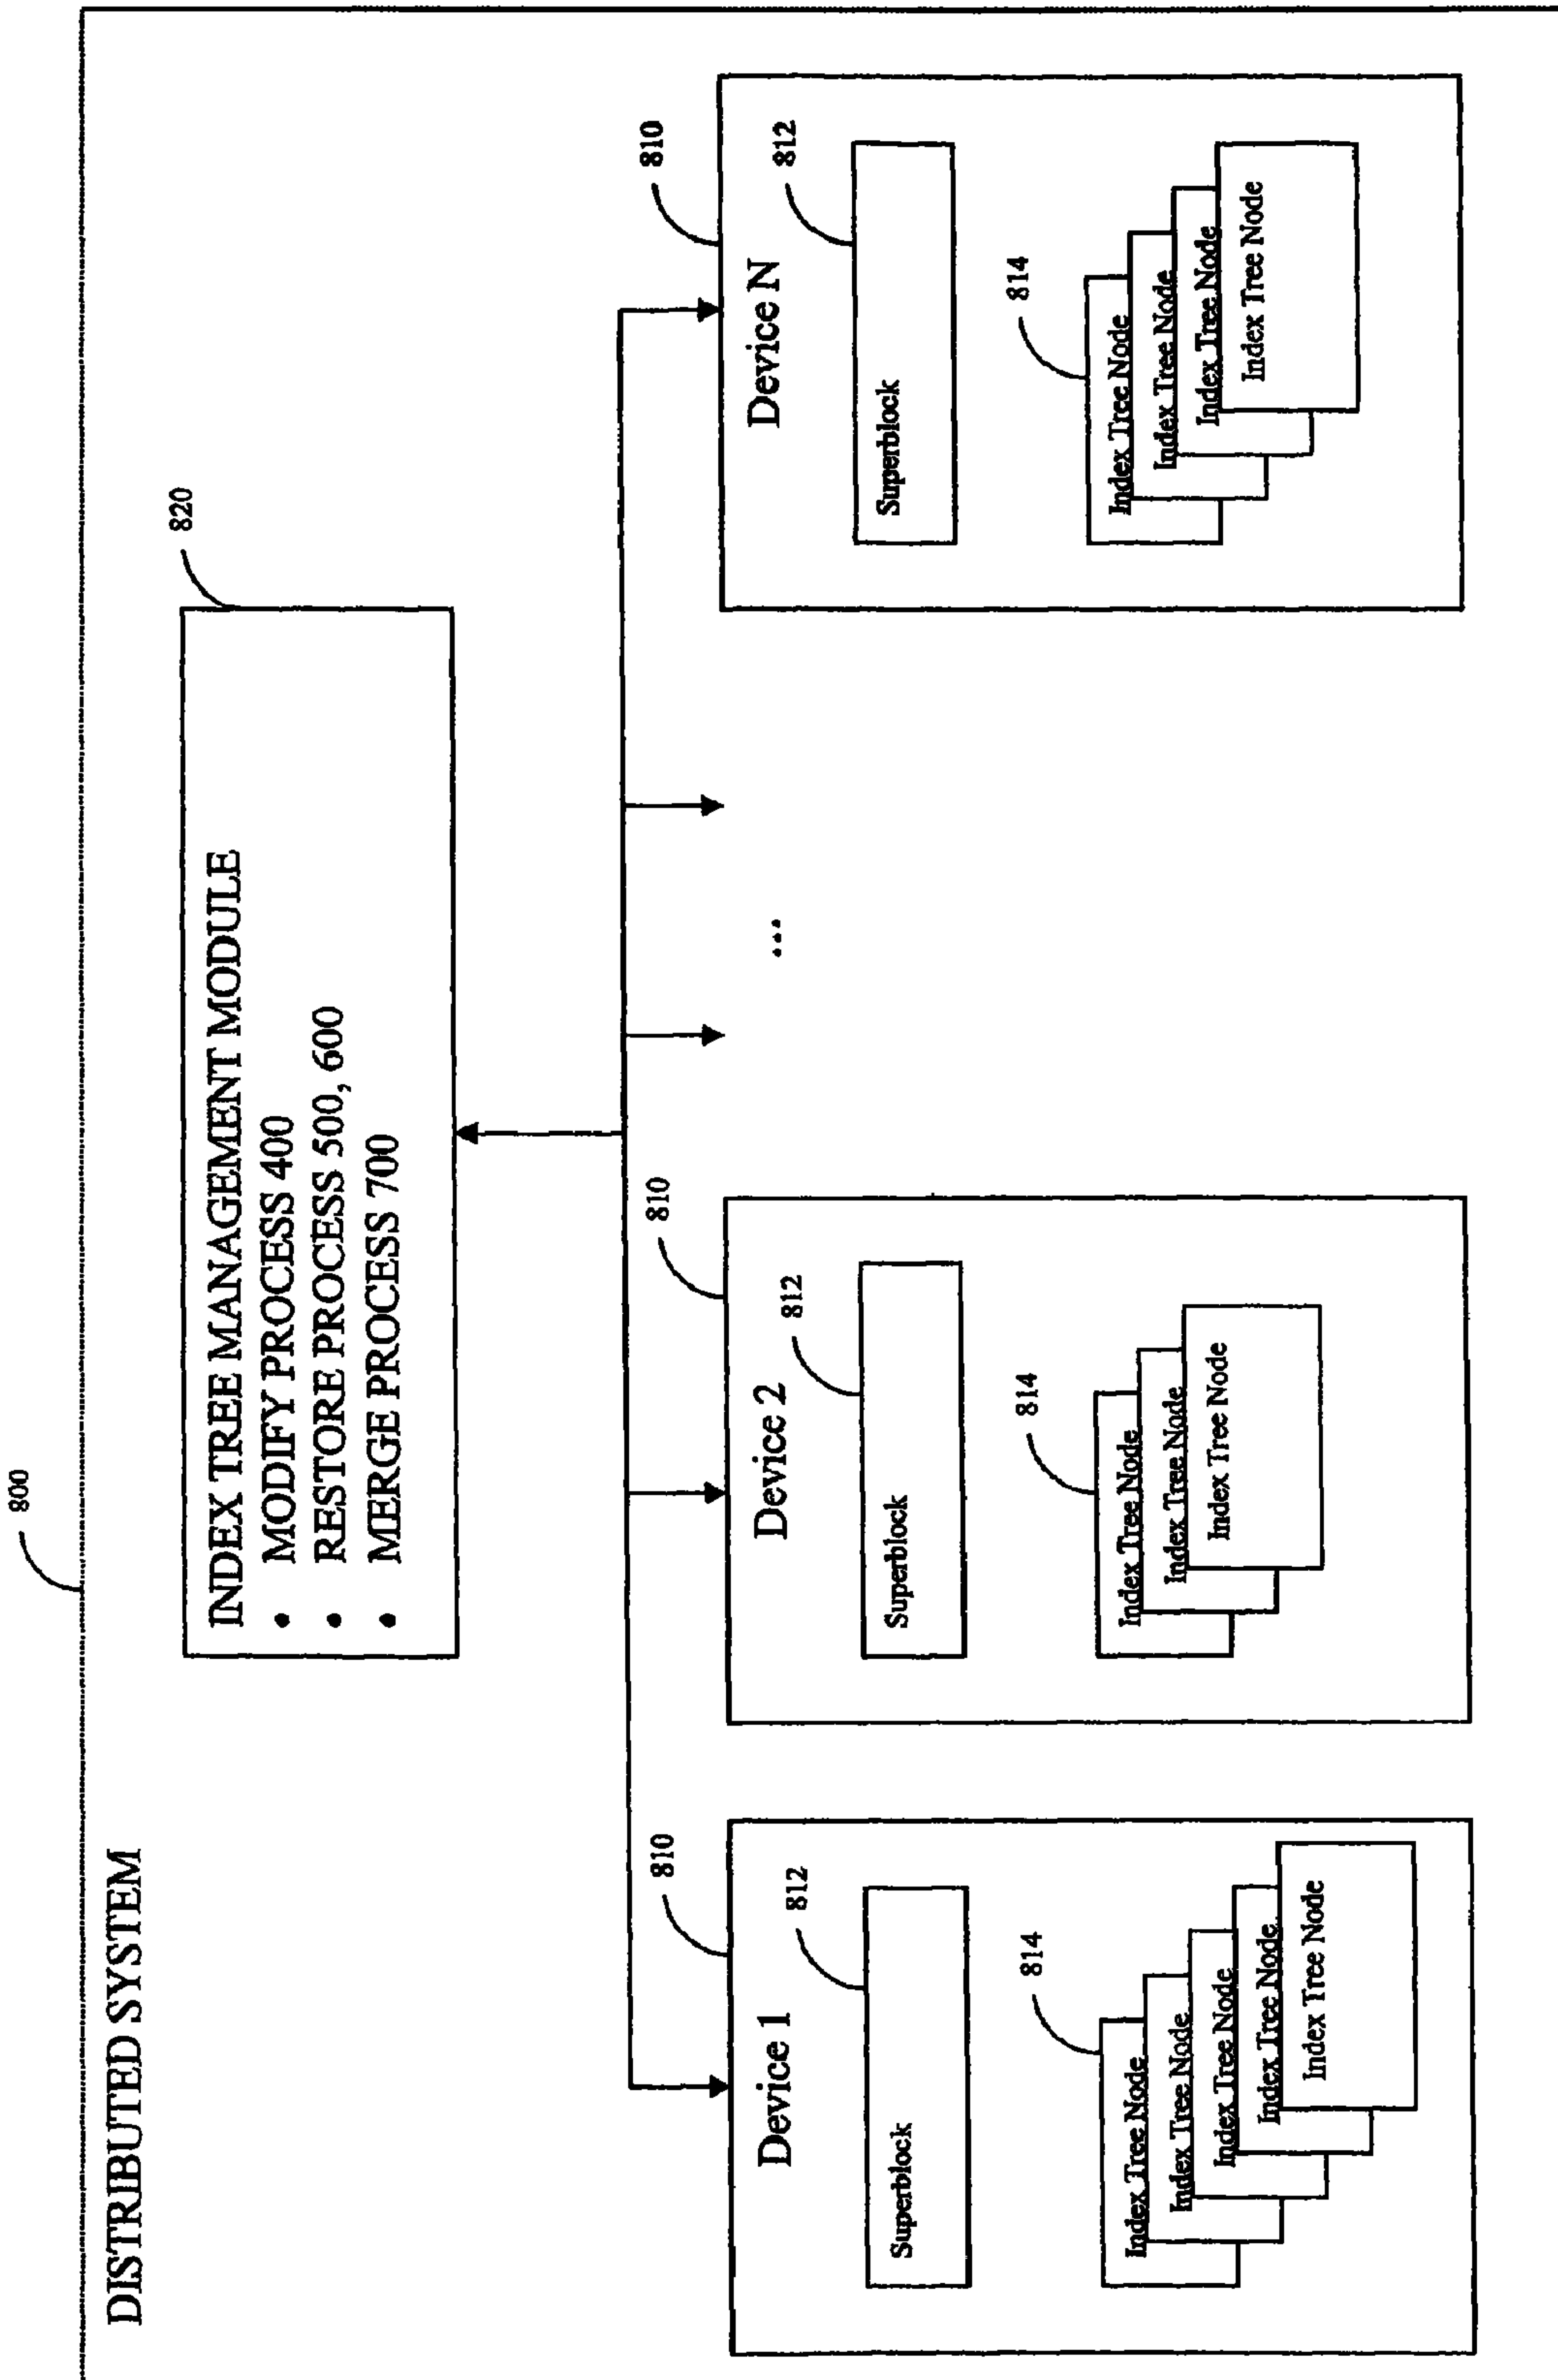 800
DISTRIBUTED SYSTEM
820
INDEX TREE MANAGEMENT MODULE
• MODIFY PROCESS 400
• RESTORE PROCESS 500, 600
• MERGE PROCESS 700
810
Device 1
812
Superblock
814
Index Tree Node
Index Tree Node
Index Tree Node
Index Tree Node
Index Tree Node
810
Device 2
812
Superblock
814
Index Tree Node
Index Tree Node
Index Tree Node
...
810
Device N
812
Superblock
814
Index Tree Node
Index Tree Node
Index Tree Node
Index Tree Node